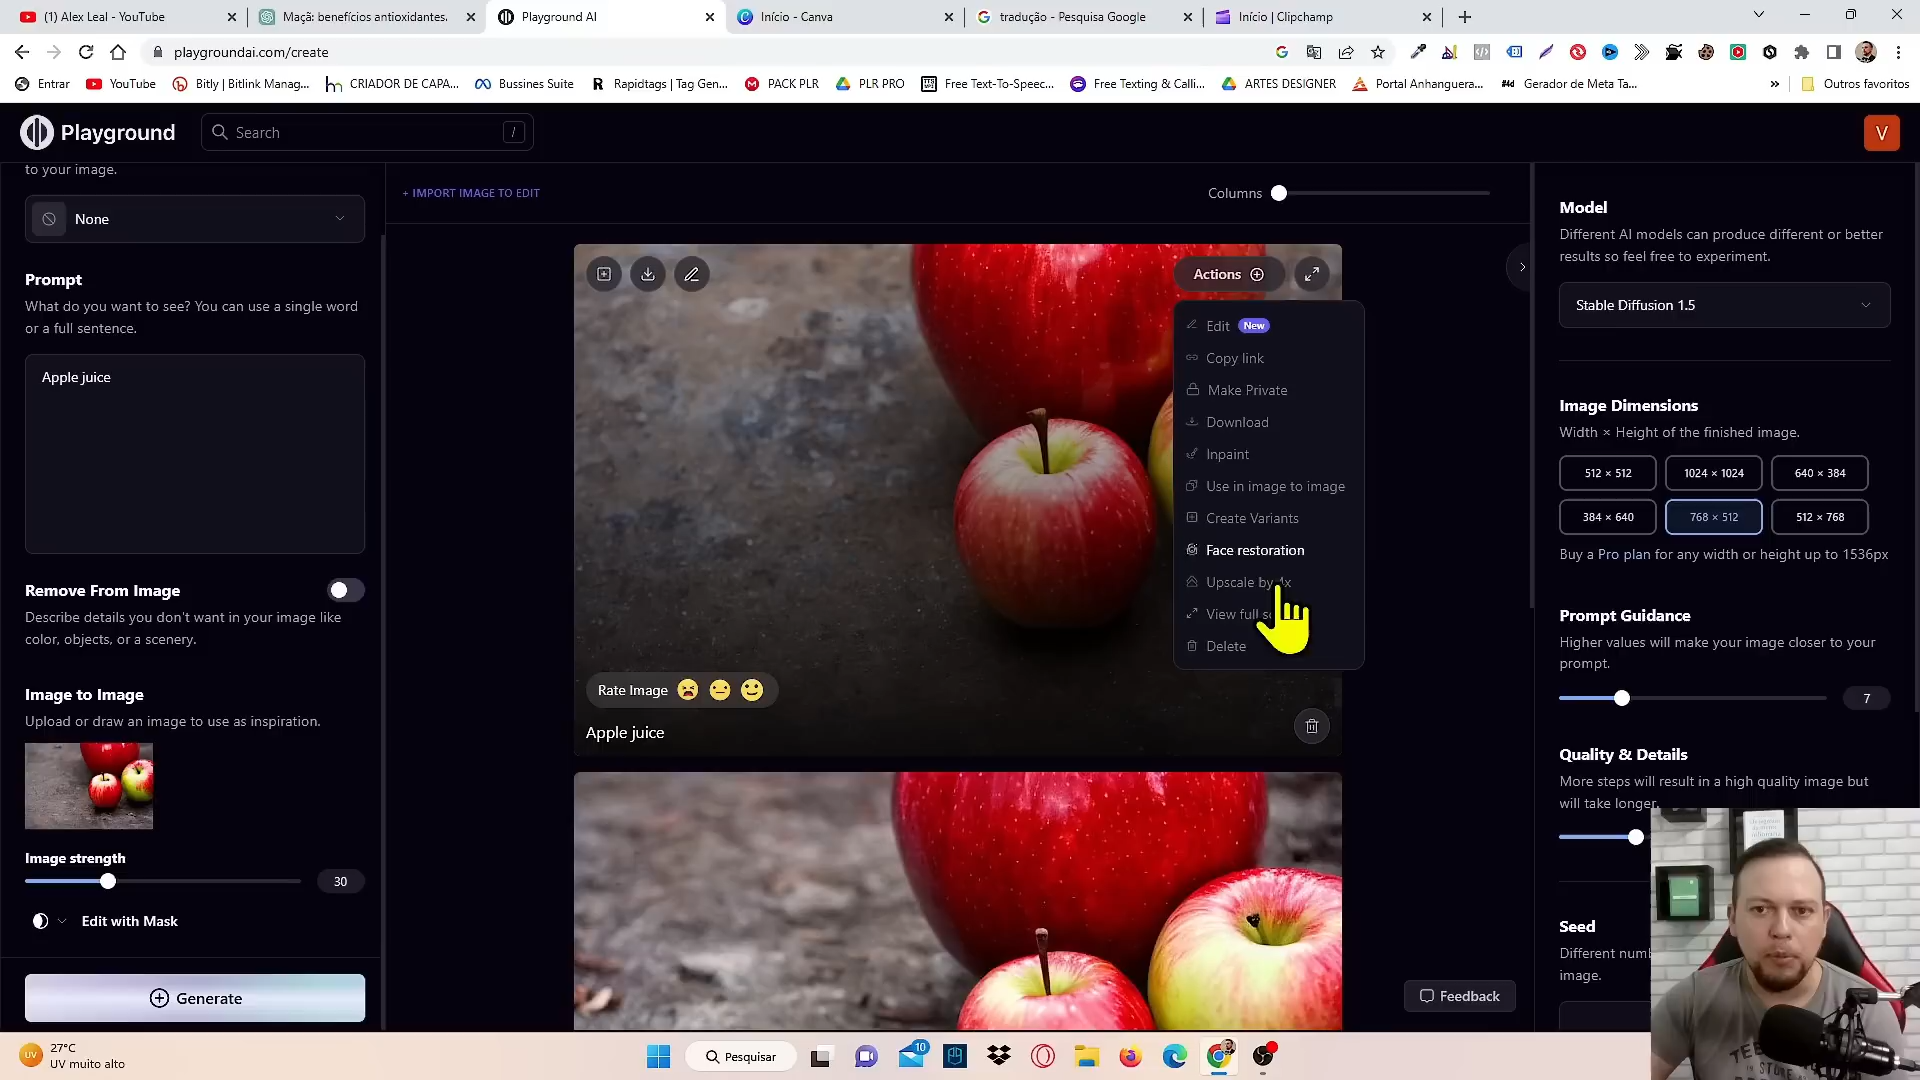 (1) Alex Leal - YouTube
Maçã: benefícios antioxidantes.
Playground AI
Início - Canva
tradução - Pesquisa Google
Início | Clipchamp
playgroundai.com/create
Entrar
YouTube
Bitly | Bitlink Manag...
CRIADOR DE CAPA...
Bussines Suite
Rapidtags | Tag Gen...
PACK PLR
PLR PRO
Free Text-To-Speec...
Free Texting & Calli...
ARTES DESIGNER
Portal Anhanguera...
Gerador de Meta Ta...
»
Outros favoritos
Playground
Search
/
V
to your image.
None
Prompt
What do you want to see? You can use a single word
or a full sentence.
Apple juice
Remove From Image
Describe details you don't want in your image like
color, objects, or a scenery.
Image to Image
Upload or draw an image to use as inspiration.
Image strength
30
Edit with Mask
Generate
+ IMPORT IMAGE TO EDIT
Columns
Actions
Edit New
Copy link
Make Private
Download
Inpaint
Use in image to image
Create Variants
Face restoration
Upscale by 4x
View full
Delete
Rate Image
Apple juice
Feedback
Model
Different AI models can produce different or better
results so feel free to experiment.
Stable Diffusion 1.5
Image Dimensions
Width × Height of the finished image.
512 × 512
1024 × 1024
640 × 384
384 × 640
768 × 512
512 × 768
Buy a Pro plan for any width or height up to 1536px
Prompt Guidance
Higher values will make your image closer to your
prompt.
7
Quality & Details
More steps will result in a high quality image but
will take longer.
Seed
Different
image.
UV
27°C
UV muito alto
Pesquisar
10